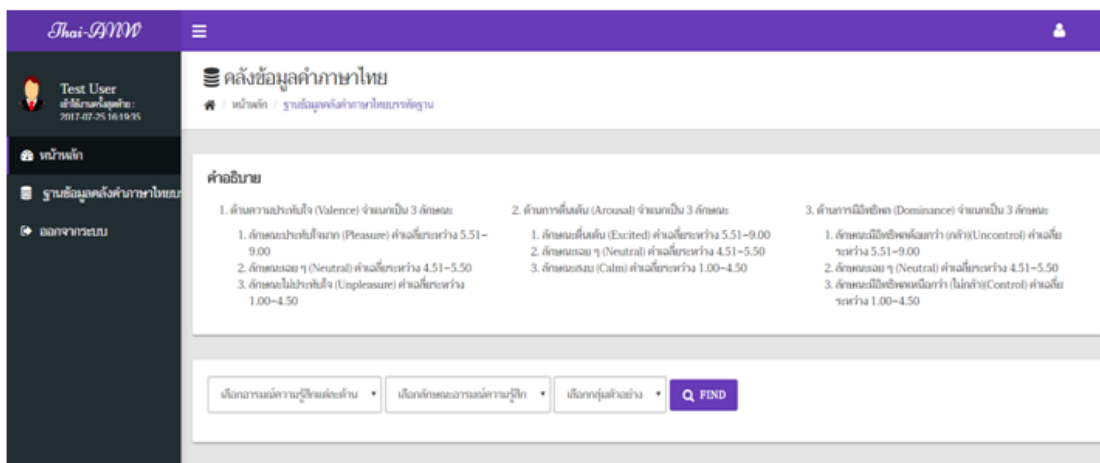 Thai-ANW
Test User
เข้าใช้งานครั้งสุดท้าย :
2017-07-25 16:19:35
หน้าหลัก
ฐานข้อมูลคลังคำภาษาไทยบร
ออกจากระบบ
คลังข้อมูลคำภาษาไทย
/ หน้าหลัก / ฐานข้อมูลคลังคำภาษาไทยบรรทัดฐาน
คำอธิบาย
1. ด้านความประทับใจ (Valence) จำแนกเป็น 3 ลักษณะ
1. ลักษณะประทับใจมาก (Pleasure) ค่าเฉลี่ยระหว่าง 5.51-
9.00
2. ลักษณะเฉย ๆ (Neutral) ค่าเฉลี่ยระหว่าง 4.51-5.50
3. ลักษณะไม่ประทับใจ (Unpleasure) ค่าเฉลี่ยระหว่าง
1.00-4.50
2. ด้านการตื่นเต้น (Arousal) จำแนกเป็น 3 ลักษณะ
1. ลักษณะตื่นเต้น (Excited) ค่าเฉลี่ยระหว่าง 5.51-9.00
2. ลักษณะเฉย ๆ (Neutral) ค่าเฉลี่ยระหว่าง 4.51-5.50
3. ลักษณะสงบ (Calm) ค่าเฉลี่ยระหว่าง 1.00-4.50
3. ด้านการมีอิทธิพล (Dominance) จำแนกเป็น 3 ลักษณะ
1. ลักษณะมีอิทธิพลด้อยกว่า (กลัว)(Uncontrol) ค่าเฉลี่ย
ระหว่าง 5.51-9.00
2. ลักษณะเฉย ๆ (Neutral) ค่าเฉลี่ยระหว่าง 4.51-5.50
3. ลักษณะมีอิทธิพลเหนือกว่า (ไม่กลัว)(Control) ค่าเฉลี่ย
ระหว่าง 1.00-4.50
เลือกอารมณ์ความรู้สึกแต่ละด้าน
เลือกลักษณะอารมณ์ความรู้สึก
เลือกกลุ่มตัวอย่าง
FIND